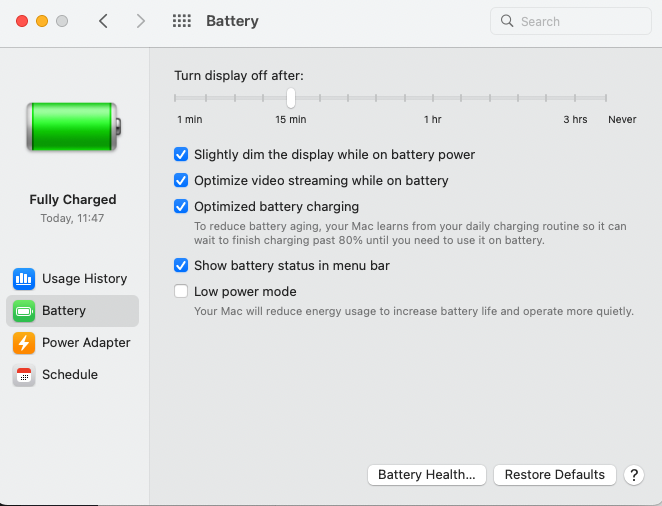 Battery
Search
Turn display off after:
1 min
15 min
1 hr
3 hrs
Never
Fully Charged
Today, 11:47
Usage History
Battery
Power Adapter
Schedule
Slightly dim the display while on battery power
Optimize video streaming while on battery
Optimized battery charging
To reduce battery aging, your Mac learns from your daily charging routine so it can
wait to finish charging past 80% until you need to use it on battery.
Show battery status in menu bar
Low power mode
Your Mac will reduce energy usage to increase battery life and operate more quietly.
Battery Health...
Restore Defaults
?